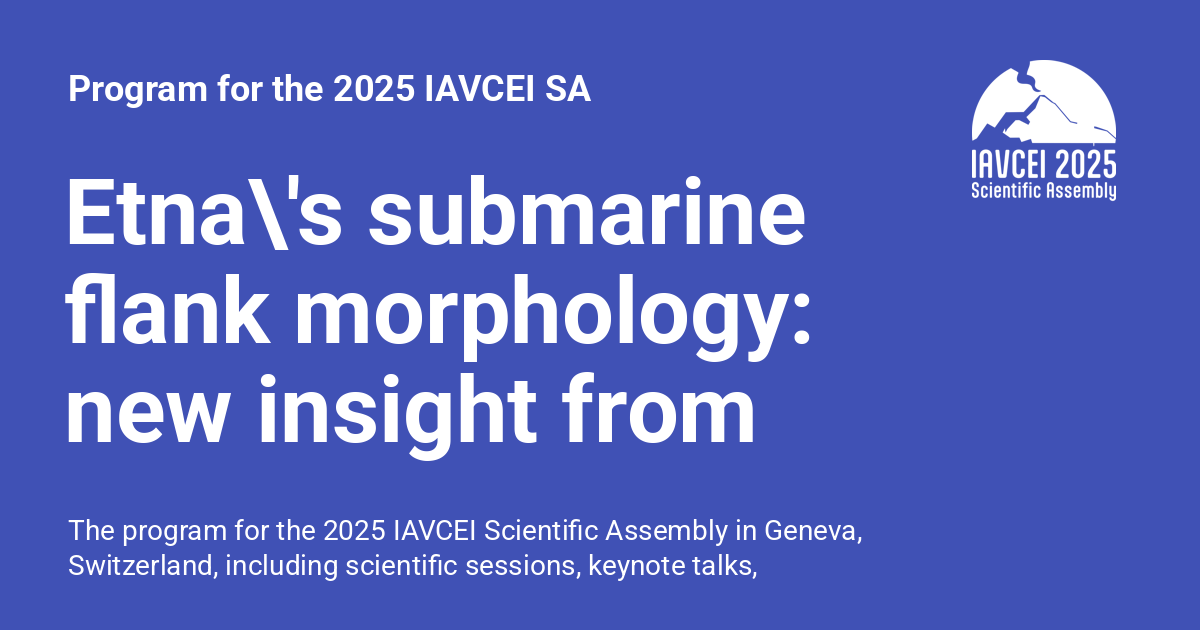 Program for the 2025 IAVCEI SA
IAVCEI 2025
Scientific Assembly
Etna\'s submarine
flank morphology:
new insight from
The program for the 2025 IAVCEI Scientific Assembly in Geneva,
Switzerland, including scientific sessions, keynote talks,